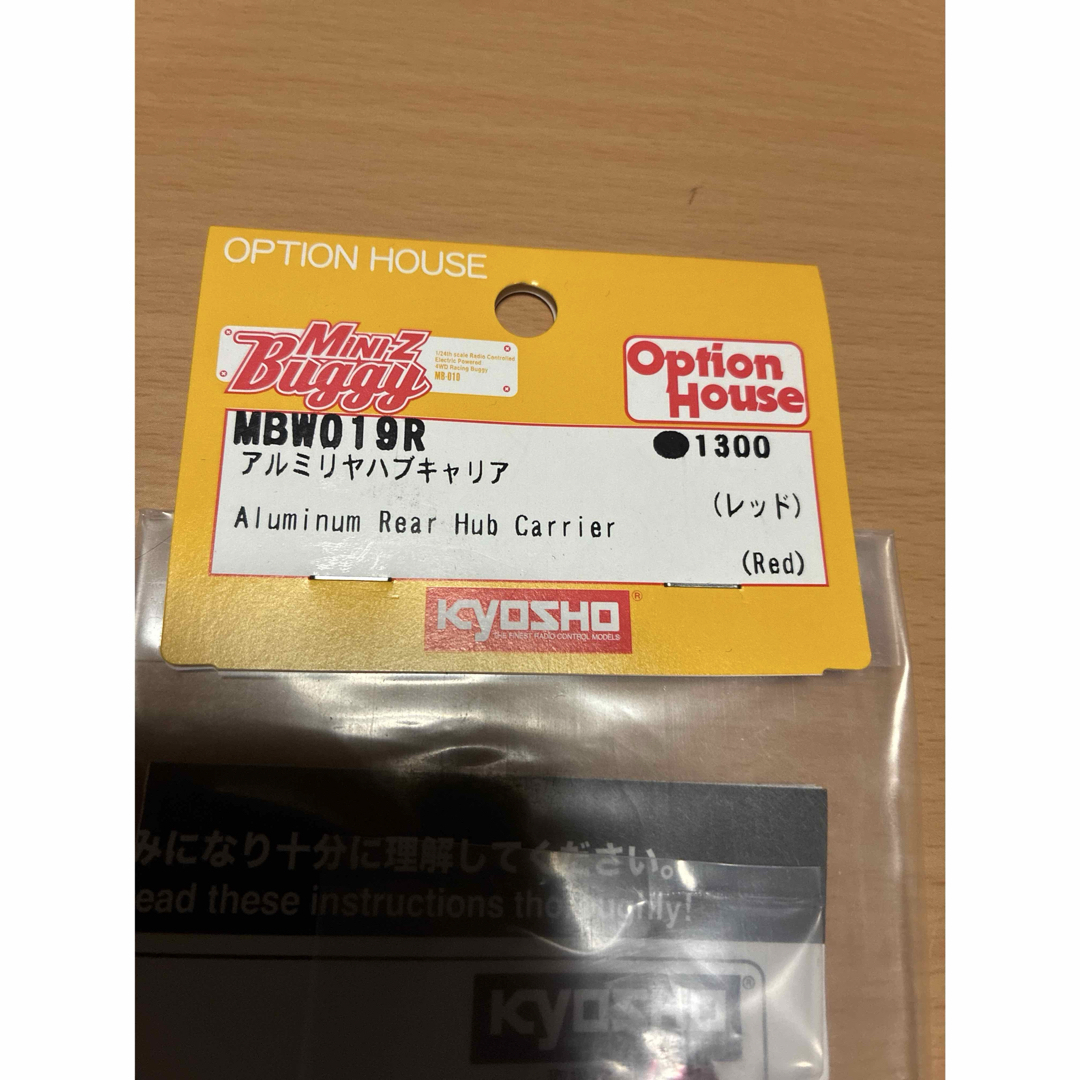 OPTION HOUSE
MINI-Z
Buggy
1/24th scale Radio Controlled
Electric Powered
4WD Racing Buggy
MB-010
Option
House
MBW019R
●1300
アルミリヤハブキャリア
(レッド)
Aluminum Rear Hub Carrier
(Red)
KYOSHO®
THE FINEST RADIO CONTROL MODELS
みになり十分に理解してください。
ead these instructions thoroughly!
KYOSHO®